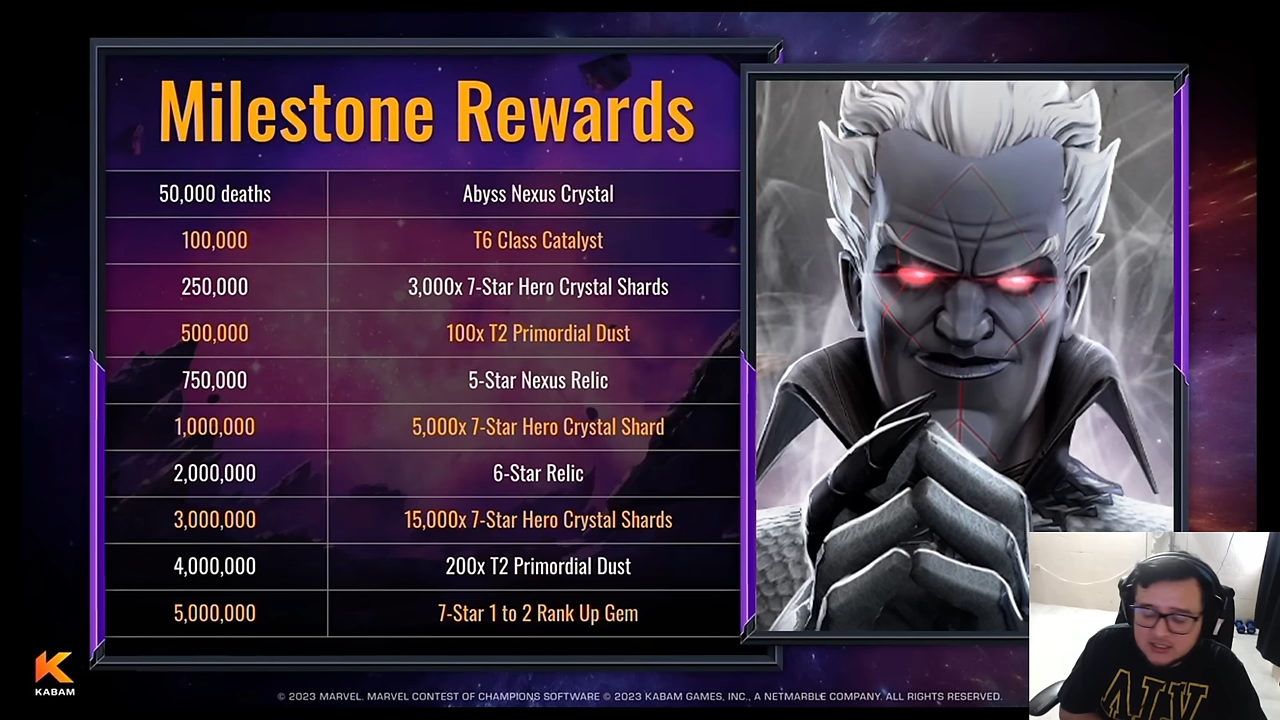 Milestone Rewards
50,000 deaths Abyss Nexus Crystal
100,000 T6 Class Catalyst
250,000 3,000x 7-Star Hero Crystal Shards
500,000 100x T2 Primordial Dust
750,000 5-Star Nexus Relic
1,000,000 5,000x 7-Star Hero Crystal Shard
2,000,000 6-Star Relic
3,000,000 15,000x 7-Star Hero Crystal Shards
4,000,000 200x T2 Primordial Dust
5,000,000 7-Star 1 to 2 Rank Up Gem
KABAM
© 2023 MARVEL. MARVEL CONTEST OF CHAMPIONS SOFTWARE © 2023 KABAM GAMES, INC., A NETMARBLE COMPANY. ALL RIGHTS RESERVED.